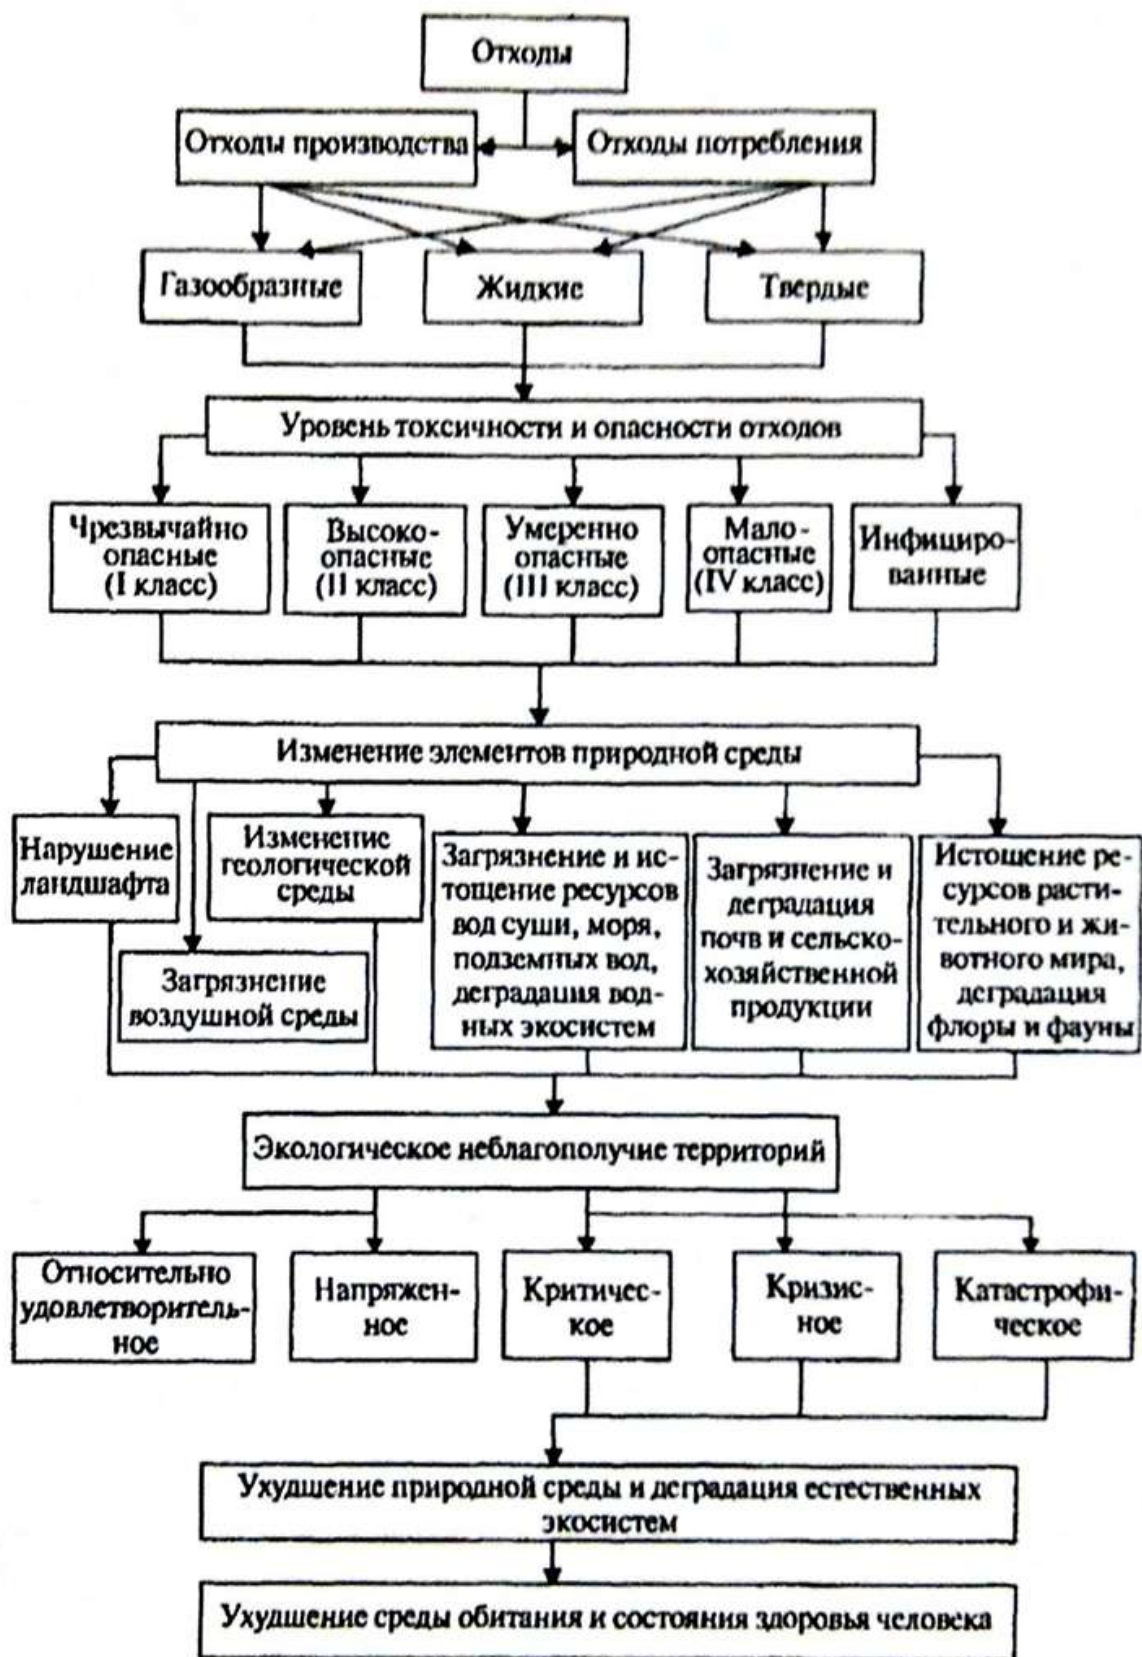 Отходы
Отходы производства
Отходы потребления
Газообразные
Жидкие
Твердые
Уровень токсичности и опасности отходов
Чрезвычайно
опасные
(I класс)
Высоко-
опасные
(II класс)
Умеренно
опасные
(III класс)
Мало-
опасные
(IV класс)
Инфициро-
ванные
Изменение элементов природной среды
Нарушение
ландшафта
Изменение
геологической
среды
Загрязнение
воздушной среды
Загрязнение и ис-
тощение ресурсов
вод суши, моря,
подземных вод,
деградация вод-
ных экосистем
Загрязнение и
деградация
почв и сельско-
хозяйственной
продукции
Истощение ре-
сурсов расти-
тельного и жи-
вотного мира,
деградация
флоры и фауны
Экологическое неблагополучие территорий
Относительно
удовлетворитель-
ное
Напряжен-
ное
Критичес-
кое
Кризис-
ное
Катастрофи-
ческое
Ухудшение природной среды и деградация естественных
экосистем
Ухудшение среды обитания и состояния здоровья человека